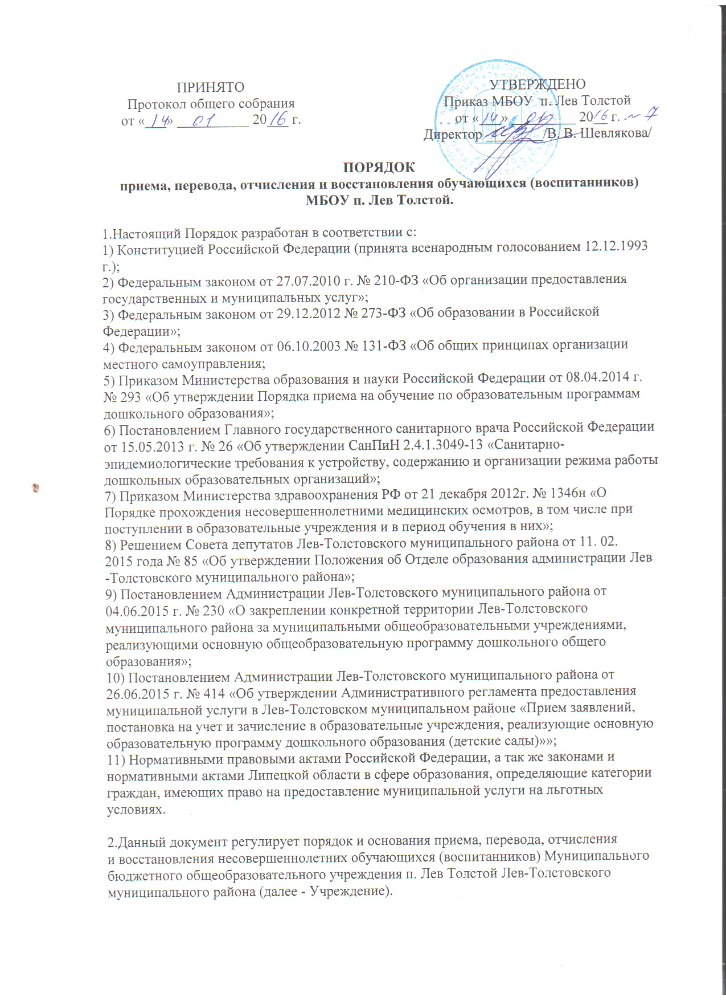 ПРИНЯТО
Протокол общего собрания
от «14» 01 2016 г.
УТВЕРЖДЕНО
Приказ МБОУ п. Лев Толстой
от «14» 01 2016 г. ~ 7
Директор /В. В. Шевлякова/
ПОРЯДОК
приема, перевода, отчисления и восстановления обучающихся (воспитанников)
МБОУ п. Лев Толстой.
1.Настоящий Порядок разработан в соответствии с:
1) Конституцией Российской Федерации (принята всенародным голосованием 12.12.1993
г.);
2) Федеральным законом от 27.07.2010 г. № 210-ФЗ «Об организации предоставления
государственных и муниципальных услуг»;
3) Федеральным законом от 29.12.2012 № 273-ФЗ «Об образовании в Российской
Федерации»;
4) Федеральным законом от 06.10.2003 № 131-ФЗ «Об общих принципах организации
местного самоуправления;
5) Приказом Министерства образования и науки Российской Федерации от 08.04.2014 г.
№ 293 «Об утверждении Порядка приема на обучение по образовательным программам
дошкольного образования»;
6) Постановлением Главного государственного санитарного врача Российской Федерации
от 15.05.2013 г. № 26 «Об утверждении СанПиН 2.4.1.3049-13 «Санитарно-
эпидемиологические требования к устройству, содержанию и организации режима работы
дошкольных образовательных организаций»;
7) Приказом Министерства здравоохранения РФ от 21 декабря 2012г. № 1346н «О
Порядке прохождения несовершеннолетними медицинских осмотров, в том числе при
поступлении в образовательные учреждения и в период обучения в них»;
8) Решением Совета депутатов Лев-Толстовского муниципального района от 11. 02.
2015 года № 85 «Об утверждении Положения об Отделе образования администрации Лев
-Толстовского муниципального района»;
9) Постановлением Администрации Лев-Толстовского муниципального района от
04.06.2015 г. № 230 «О закреплении конкретной территории Лев-Толстовского
муниципального района за муниципальными общеобразовательными учреждениями,
реализующими основную общеобразовательную программу дошкольного общего
образования»;
10) Постановлением Администрации Лев-Толстовского муниципального района от
26.06.2015 г. № 414 «Об утверждении Административного регламента предоставления
муниципальной услуги в Лев-Толстовском муниципальном районе «Прием заявлений,
постановка на учет и зачисление в образовательные учреждения, реализующие основную
образовательную программу дошкольного образования (детские сады)»»;
11) Нормативными правовыми актами Российской Федерации, а так же законами и
нормативными актами Липецкой области в сфере образования, определяющие категории
граждан, имеющих право на предоставление муниципальной услуги на льготных
условиях.
2.Данный документ регулирует порядок и основания приема, перевода, отчисления
и восстановления несовершеннолетних обучающихся (воспитанников) Муниципального
бюджетного общеобразовательного учреждения п. Лев Толстой Лев-Толстовского
муниципального района (далее - Учреждение).